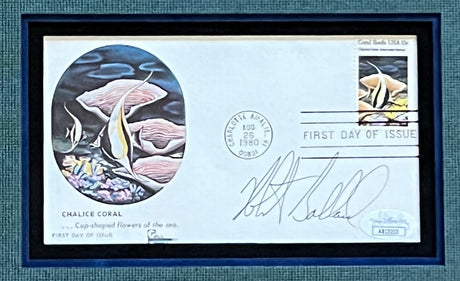 Coral Reefs USA 15c
CHARLOTTE AMALIE, VI
AUG
26
1980
00801
FIRST DAY OF ISSUE
CHALICE CORAL
... Cup-shaped flowers of the sea.
FIRST DAY OF ISSUE